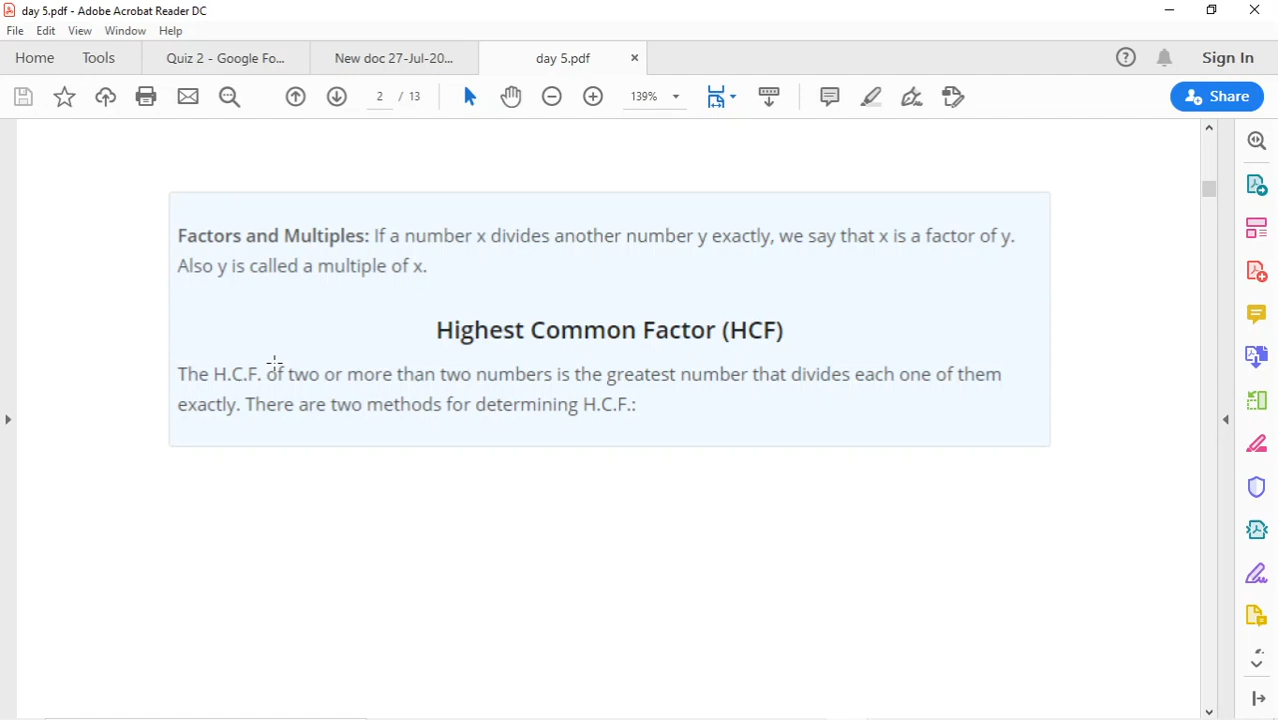 day 5.pdf - Adobe Acrobat Reader DC
File Edit View Window Help
Home Tools Quiz 2 - Google Fo... New doc 27-Jul-20... day 5.pdf Sign In
2 / 13 139% Share
Factors and Multiples: If a number x divides another number y exactly, we say that x is a factor of y.
Also y is called a multiple of x.
Highest Common Factor (HCF)
The H.C.F. of two or more than two numbers is the greatest number that divides each one of them
exactly. There are two methods for determining H.C.F.: